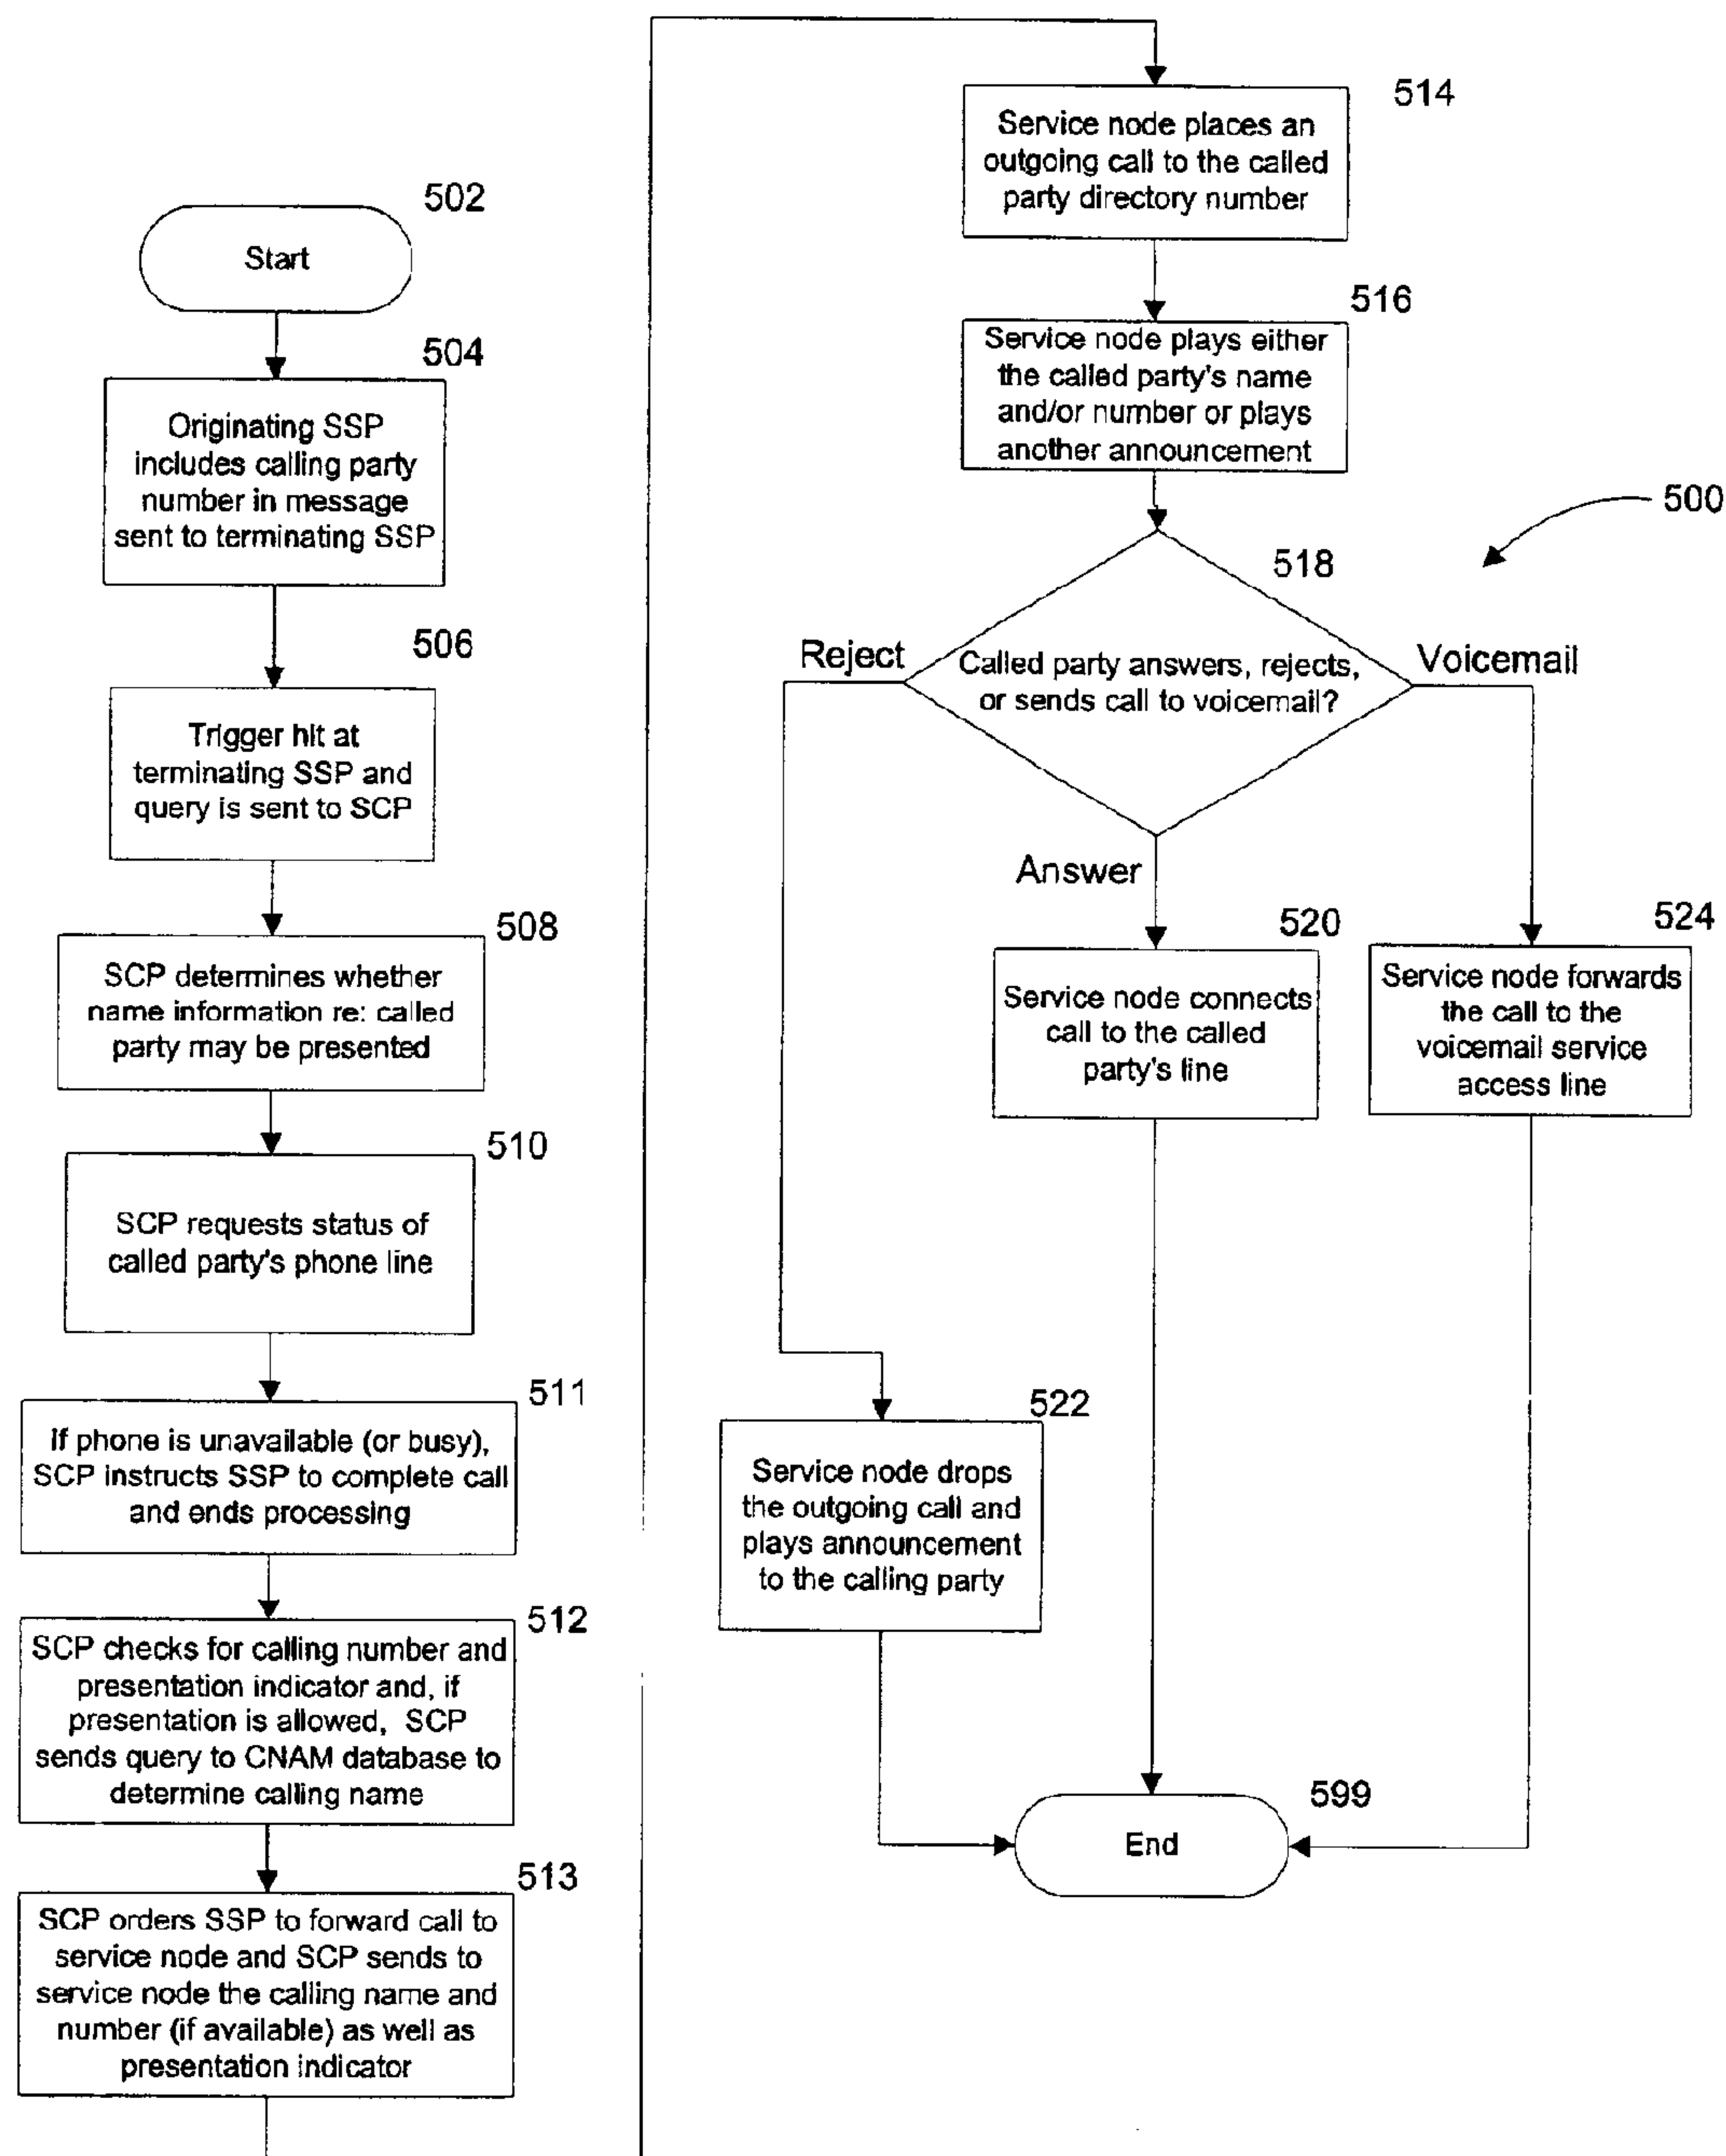 502
Start
504
Originating SSP
includes calling party
number in message
sent to terminating SSP
506
Trigger hit at
terminating SSP and
query is sent to SCP
508
SCP determines whether
name information re: called
party may be presented
510
SCP requests status of
called party's phone line
511
If phone is unavailable (or busy),
SCP instructs SSP to complete call
and ends processing
512
SCP checks for calling number and
presentation indicator and, if
presentation is allowed, SCP
sends query to CNAM database to
determine calling name
513
SCP orders SSP to forward call to
service node and SCP sends to
service node the calling name and
number (if available) as well as
presentation indicator
514
Service node places an
outgoing call to the called
party directory number
516
Service node plays either
the called party's name
and/or number or plays
another announcement
500
518
Called party answers, rejects,
or sends call to voicemail?
Reject
Voicemail
Answer
520
Service node connects
call to the called
party's line
524
Service node forwards
the call to the
voicemail service
access line
522
Service node drops
the outgoing call and
plays announcement
to the calling party
599
End